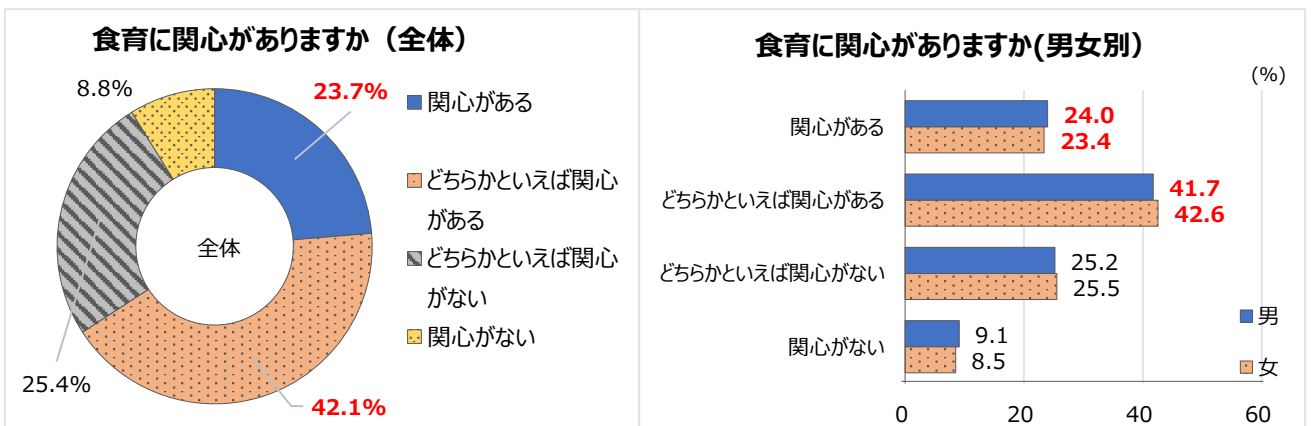 食育に関心がありますか（全体）
8.8%
23.7%
関心がある
どちらかといえば関心
がある
どちらかといえば関心
がない
関心がない
全体
25.4%
42.1%
食育に関心がありますか(男女別）
(%)
関心がある
24.0
23.4
どちらかといえば関心がある
41.7
42.6
どちらかといえば関心がない
25.2
25.5
関心がない
9.1
8.5
男
女
0 20 40 60